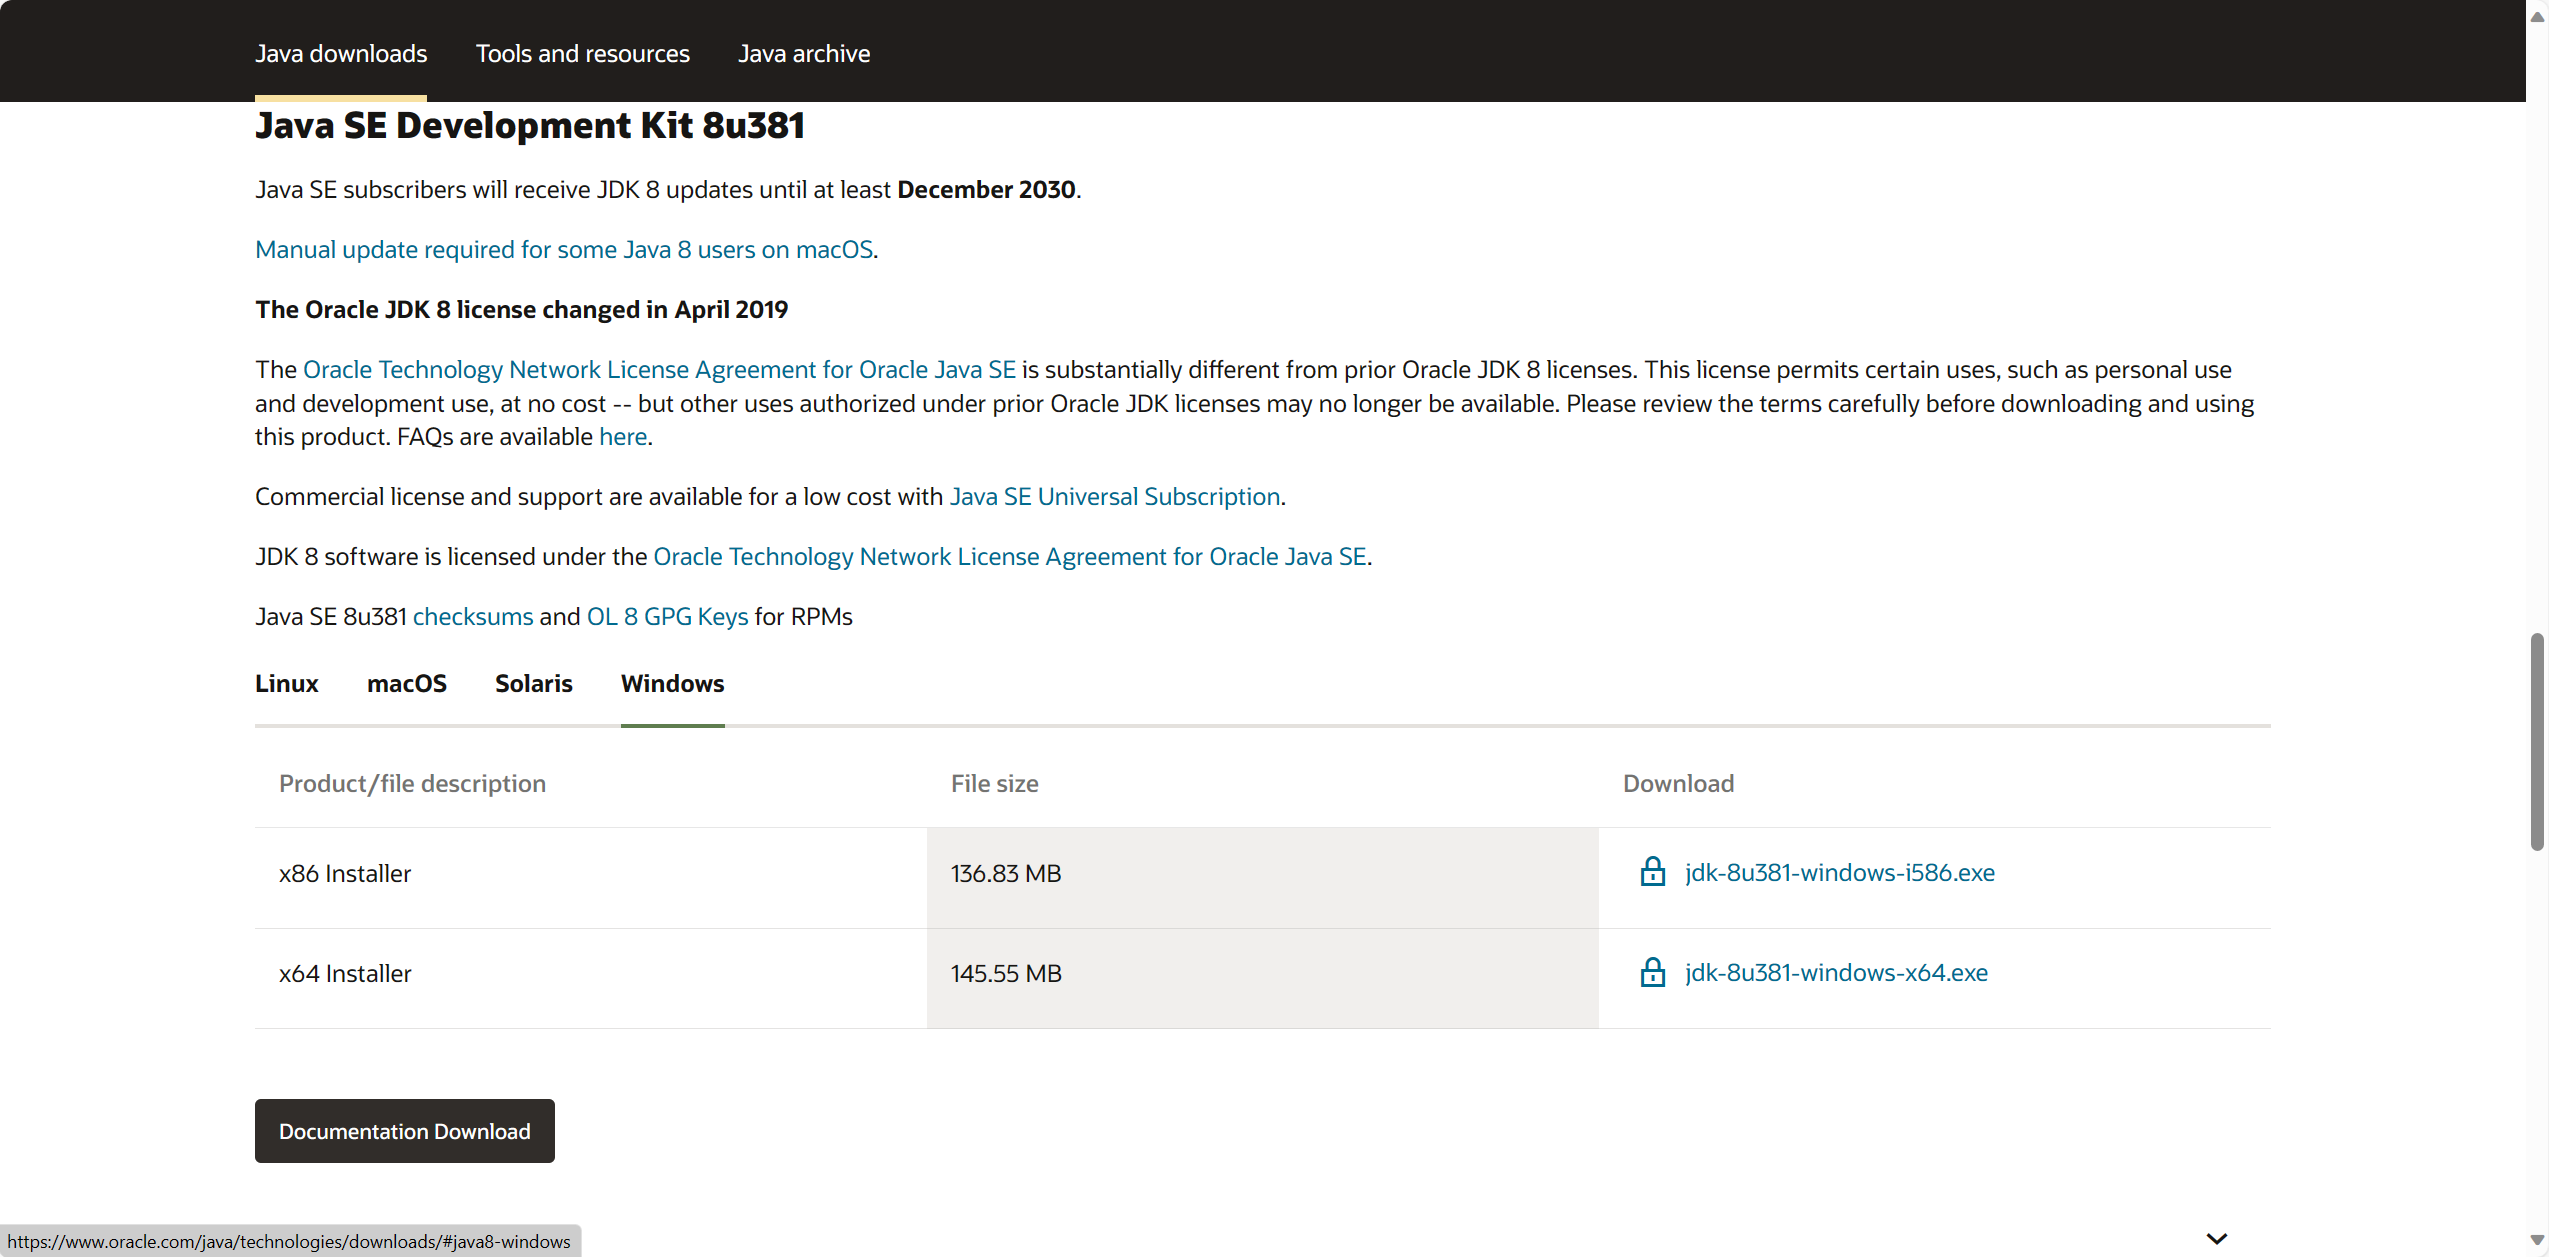 Java downloads Tools and resources Java archive
Java SE Development Kit 8u381
Java SE subscribers will receive JDK 8 updates until at least December 2030.
Manual update required for some Java 8 users on macOS.
The Oracle JDK 8 license changed in April 2019
The Oracle Technology Network License Agreement for Oracle Java SE is substantially different from prior Oracle JDK 8 licenses. This license permits certain uses, such as personal use
and development use, at no cost -- but other uses authorized under prior Oracle JDK licenses may no longer be available. Please review the terms carefully before downloading and using
this product. FAQs are available here.
Commercial license and support are available for a low cost with Java SE Universal Subscription.
JDK 8 software is licensed under the Oracle Technology Network License Agreement for Oracle Java SE.
Java SE 8u381 checksums and OL 8 GPG Keys for RPMs
Linux macOS Solaris Windows
Product/file description File size Download
x86 Installer 136.83 MB jdk-8u381-windows-i586.exe
x64 Installer 145.55 MB jdk-8u381-windows-x64.exe
Documentation Download
https://www.oracle.com/java/technologies/downloads/#java8-windows